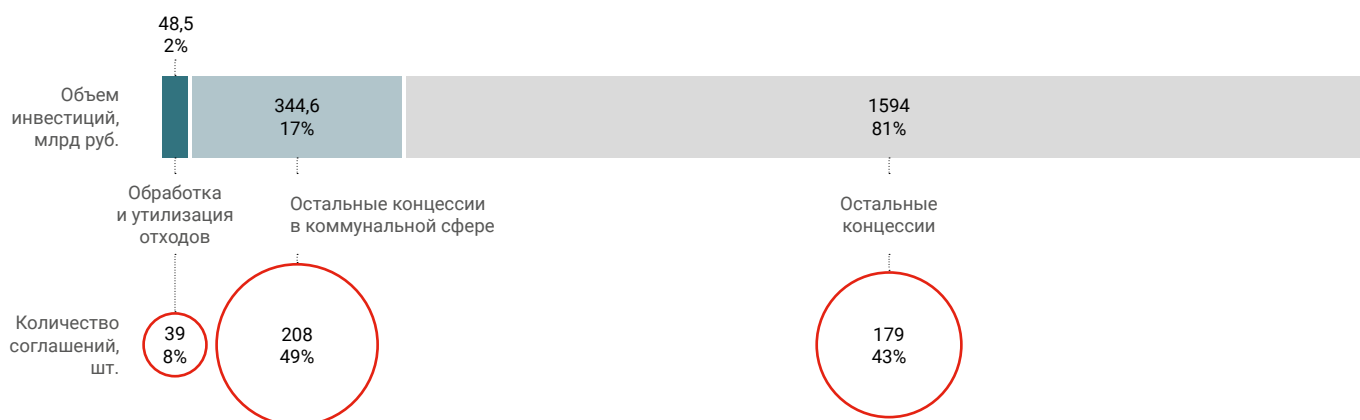 48,5
2%
Объем
инвестиций,
млрд руб.
344,6
17%
1594
81%
Обработка
и утилизация
отходов
Остальные концессии
в коммунальной сфере
Остальные
концессии
Количество
соглашений,
шт.
39
8%
208
49%
179
43%